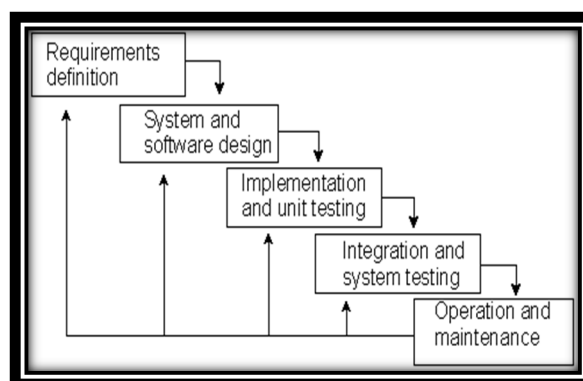 Requirements
definition
System and
software design
Implementation
and unit testing
Integration and
system testing
Operation and
maintenance